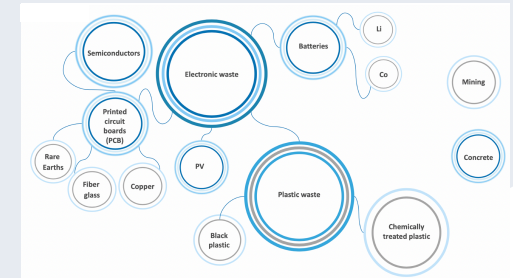 Semiconductors
Electronic waste
Batteries
Li
Co
Mining
Printed
circuit
boards
(PCB)
Rare
Earths
Fiber
glass
Copper
PV
Plastic waste
Concrete
Black
plastic
Chemically
treated plastic